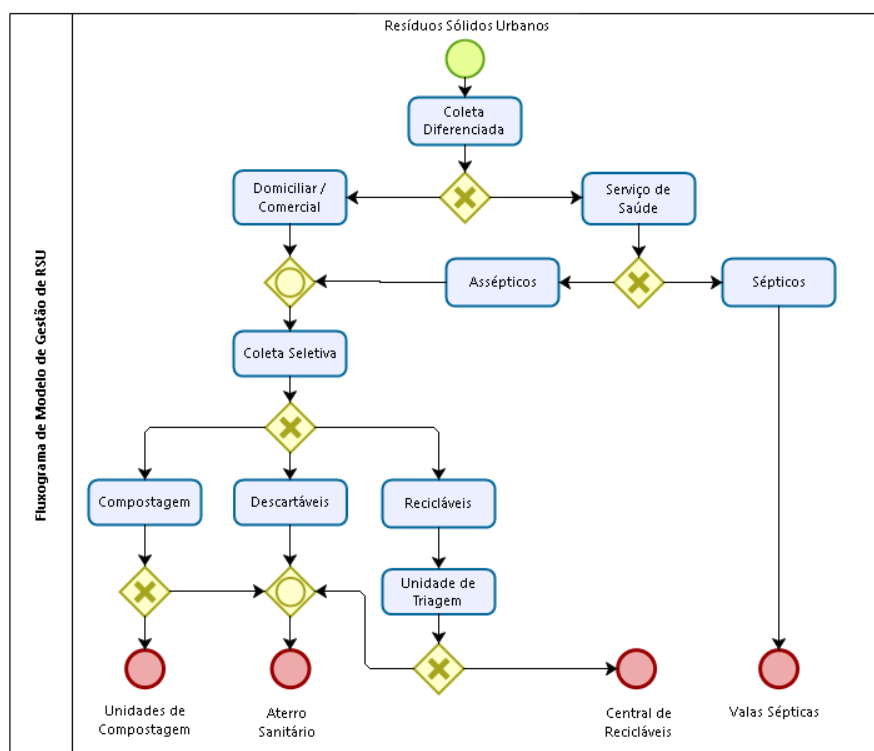 Fluxograma de Modelo de Gestão de RSU
Resíduos Sólidos Urbanos
Coleta
Diferenciada
Domiciliar /
Comercial
Serviço de
Saúde
Assépticos
Sépticos
Coleta Seletiva
Compostagem
Descartáveis
Recicláveis
Unidade de
Triagem
Unidades de
Compostagem
Aterro
Sanitário
Central de
Recicláveis
Valas Sépticas